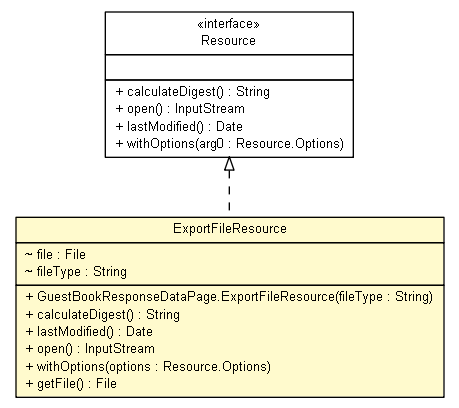 «interface»
Resource
+ calculateDigest() : String
+ open() : InputStream
+ lastModified() : Date
+ withOptions(arg0 : Resource.Options)
ExportFileResource
~ file : File
~ fileType : String
+ GuestBookResponseDataPage.ExportFileResource(fileType : String)
+ calculateDigest() : String
+ lastModified() : Date
+ open() : InputStream
+ withOptions(options : Resource.Options)
+ getFile() : File